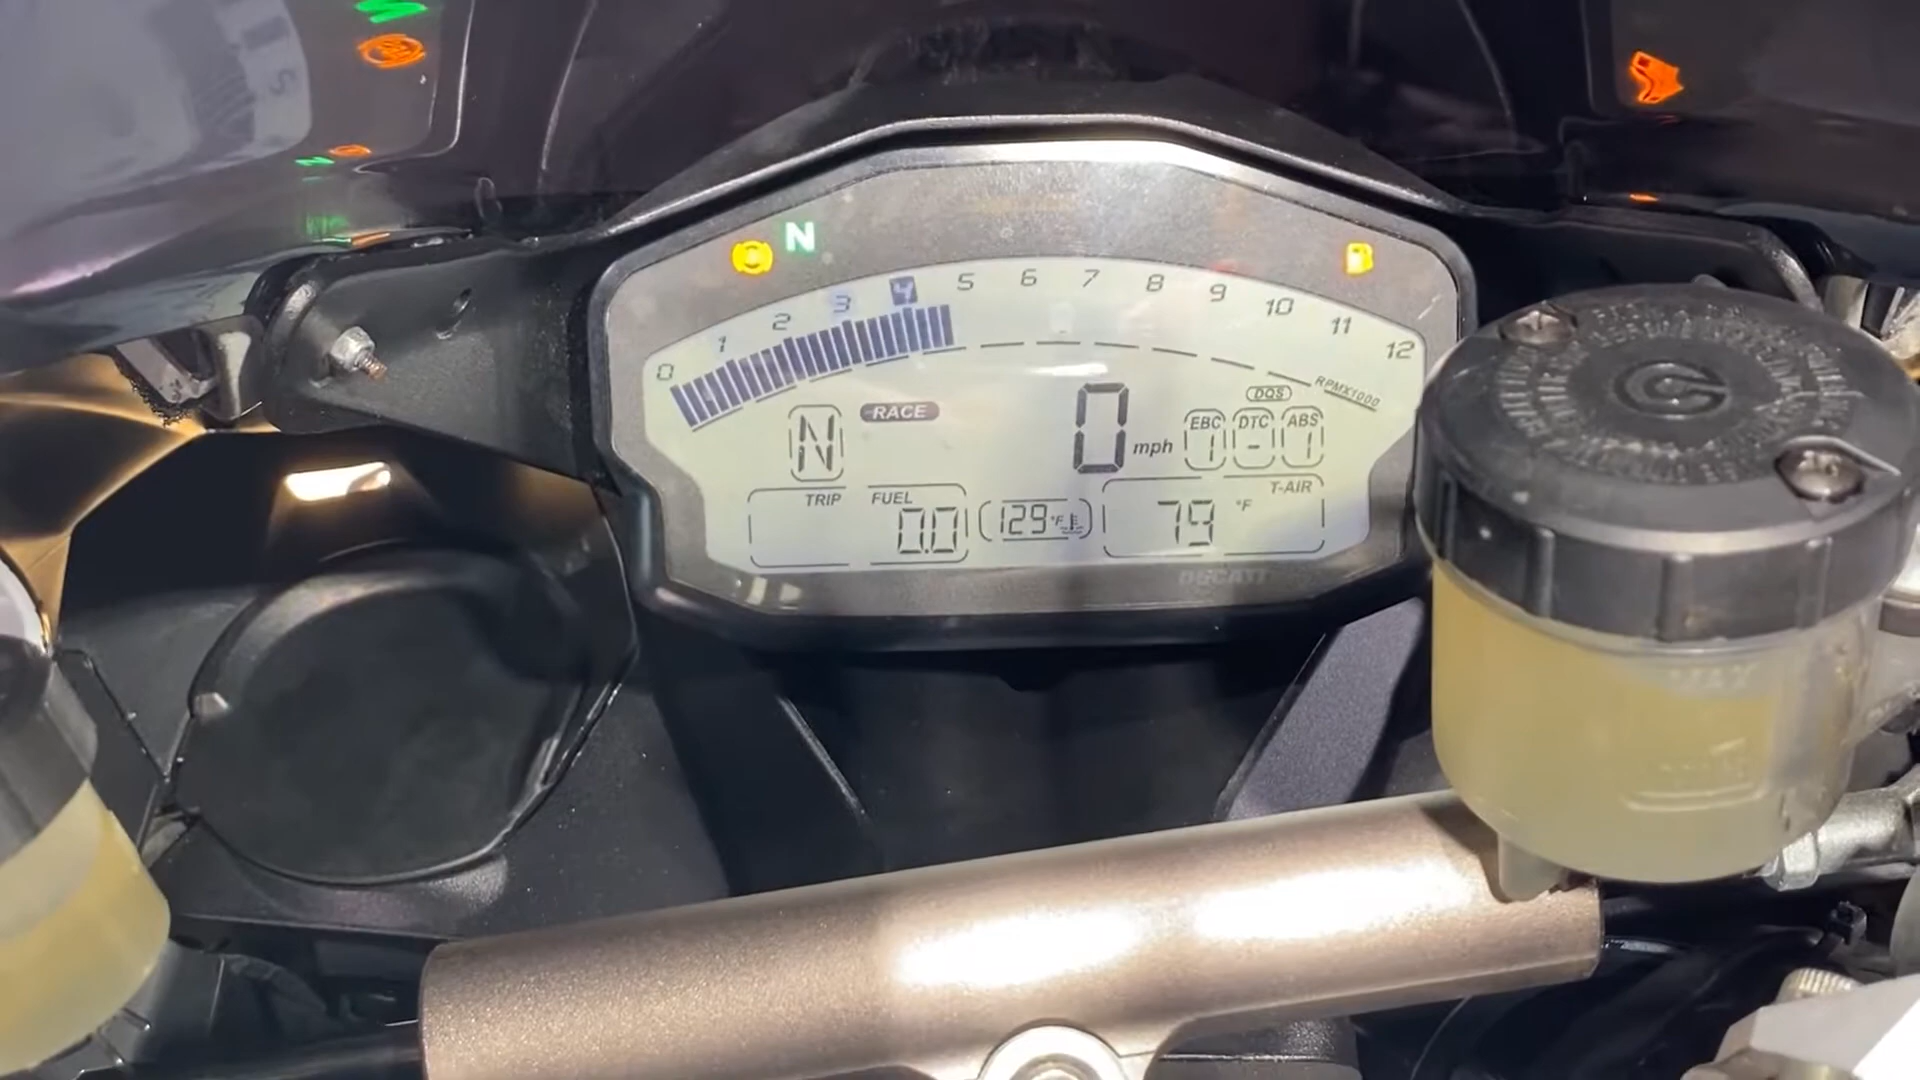 N
0 1 2 3 4 5 6 7 8 9 10 11 12
RPMX1000
N RACE 0 mph DQS
EBC DTC ABS
1 - 1
TRIP FUEL T-AIR
0.0 129 °F 79 °F
DUCATI
MAX